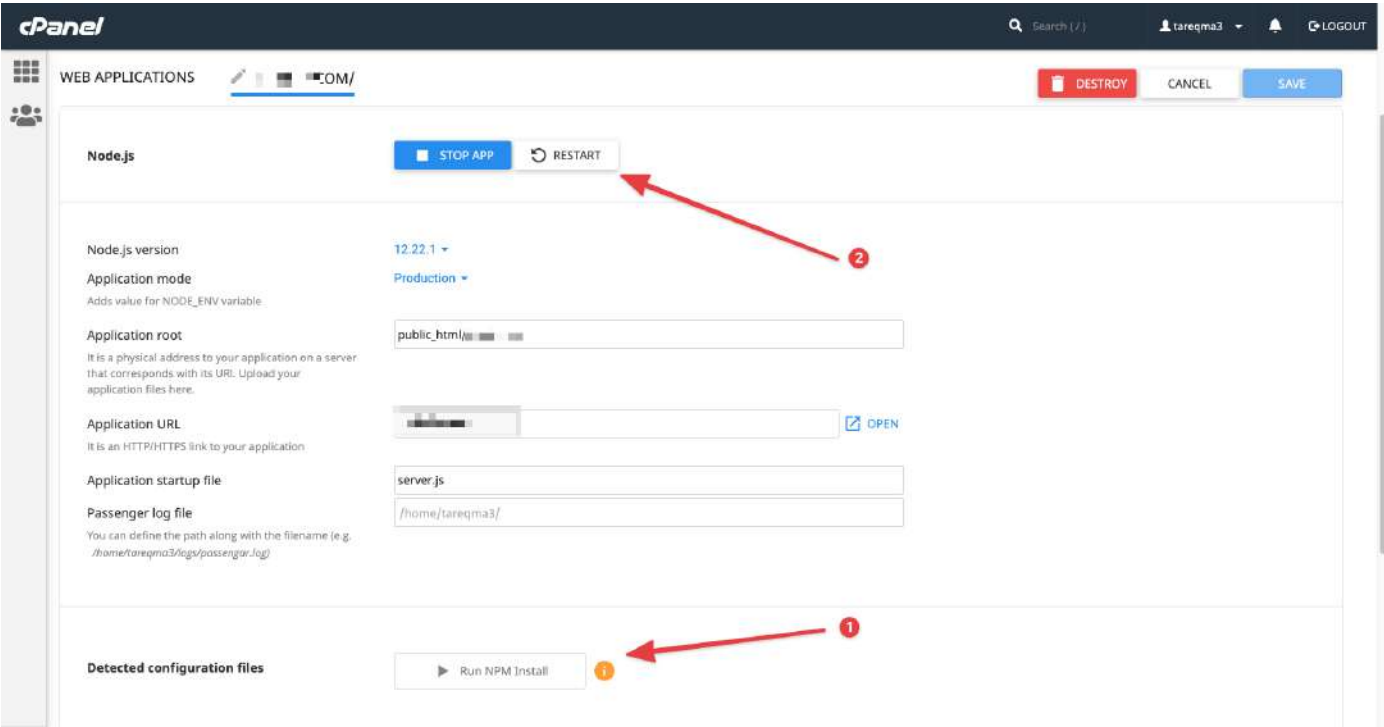 cPanel
Search ( / )
tareqma3
LOGOUT
WEB APPLICATIONS
.COM/
DESTROY
CANCEL
SAVE
Node.js
STOP APP
RESTART
2
Node.js version
12.22.1
Application mode
Production
Adds value for NODE_ENV variable
Application root
public_html/
It is a physical address to your application on a server
that corresponds with its URI. Upload your
application files here.
Application URL
OPEN
It is an HTTP/HTTPS link to your application
Application startup file
server.js
Passenger log file
/home/tareqma3/
You can define the path along with the filename (e.g.
/home/tareqma3/logs/passenger.log)
1
Detected configuration files
Run NPM Install
i